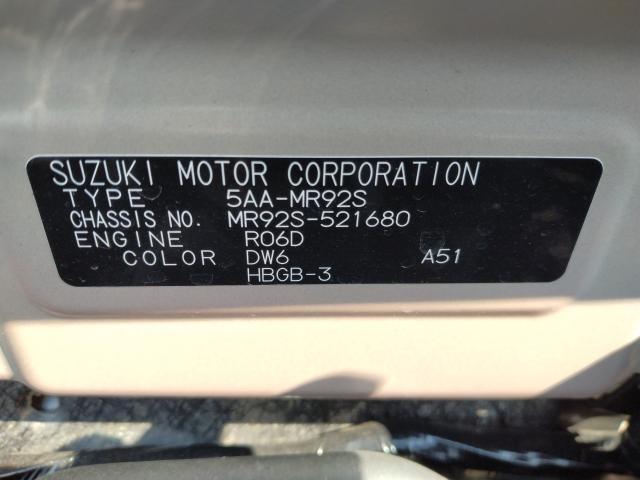 SUZUKI MOTOR CORPORATION
TYPE 5AA-MR92S
CHASSIS NO. MR92S-521680
ENGINE R06D
COLOR DW6 A51
HBGB-3